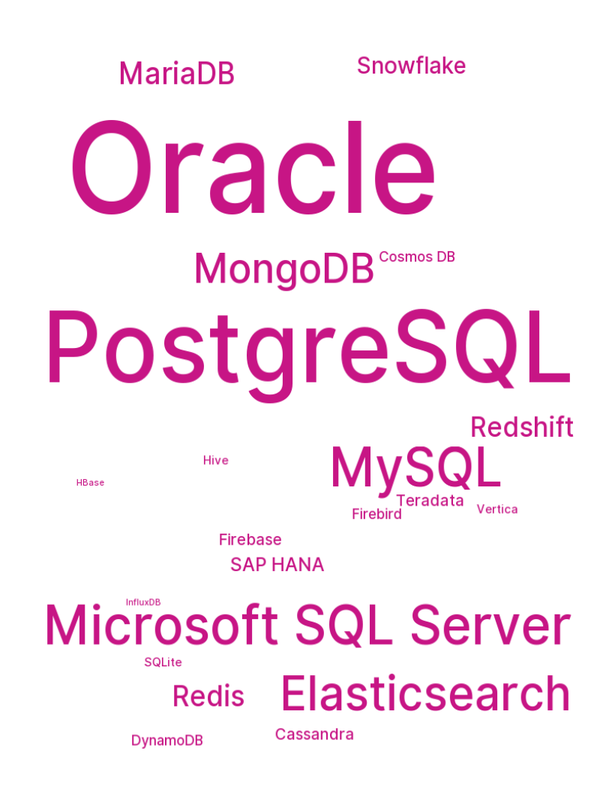 Snowflake
MariaDB
Oracle
Cosmos DB
MongoDB
PostgreSQL
Redshift
MySQL
Hive
HBase
Teradata
Vertica
Firebird
Firebase
SAP HANA
InfluxDB
Microsoft SQL Server
SQLite
Redis
Elasticsearch
Cassandra
DynamoDB